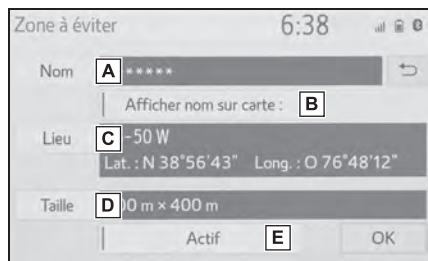 Zone à éviter 6:38
Nom A *****
Afficher nom sur carte : B
Lieu C -50 W
Lat. : N 38°56'43" Long. : O 76°48'12"
Taille D 0 m × 400 m
Actif E OK